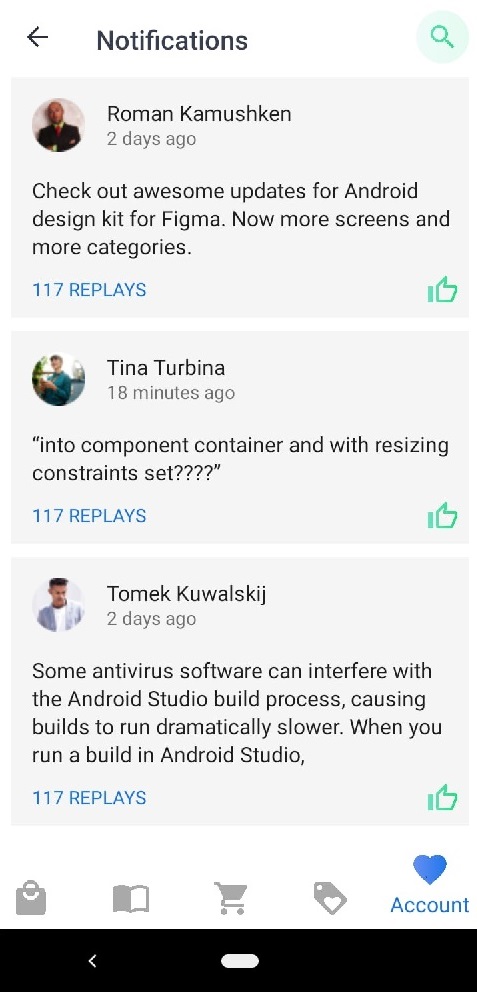 Notifications
Roman Kamushken
2 days ago
Check out awesome updates for Android
design kit for Figma. Now more screens and
more categories.
117 REPLAYS
Tina Turbina
18 minutes ago
“into component container and with resizing
constraints set????”
117 REPLAYS
Tomek Kuwalskij
2 days ago
Some antivirus software can interfere with
the Android Studio build process, causing
builds to run dramatically slower. When you
run a build in Android Studio,
117 REPLAYS
Account